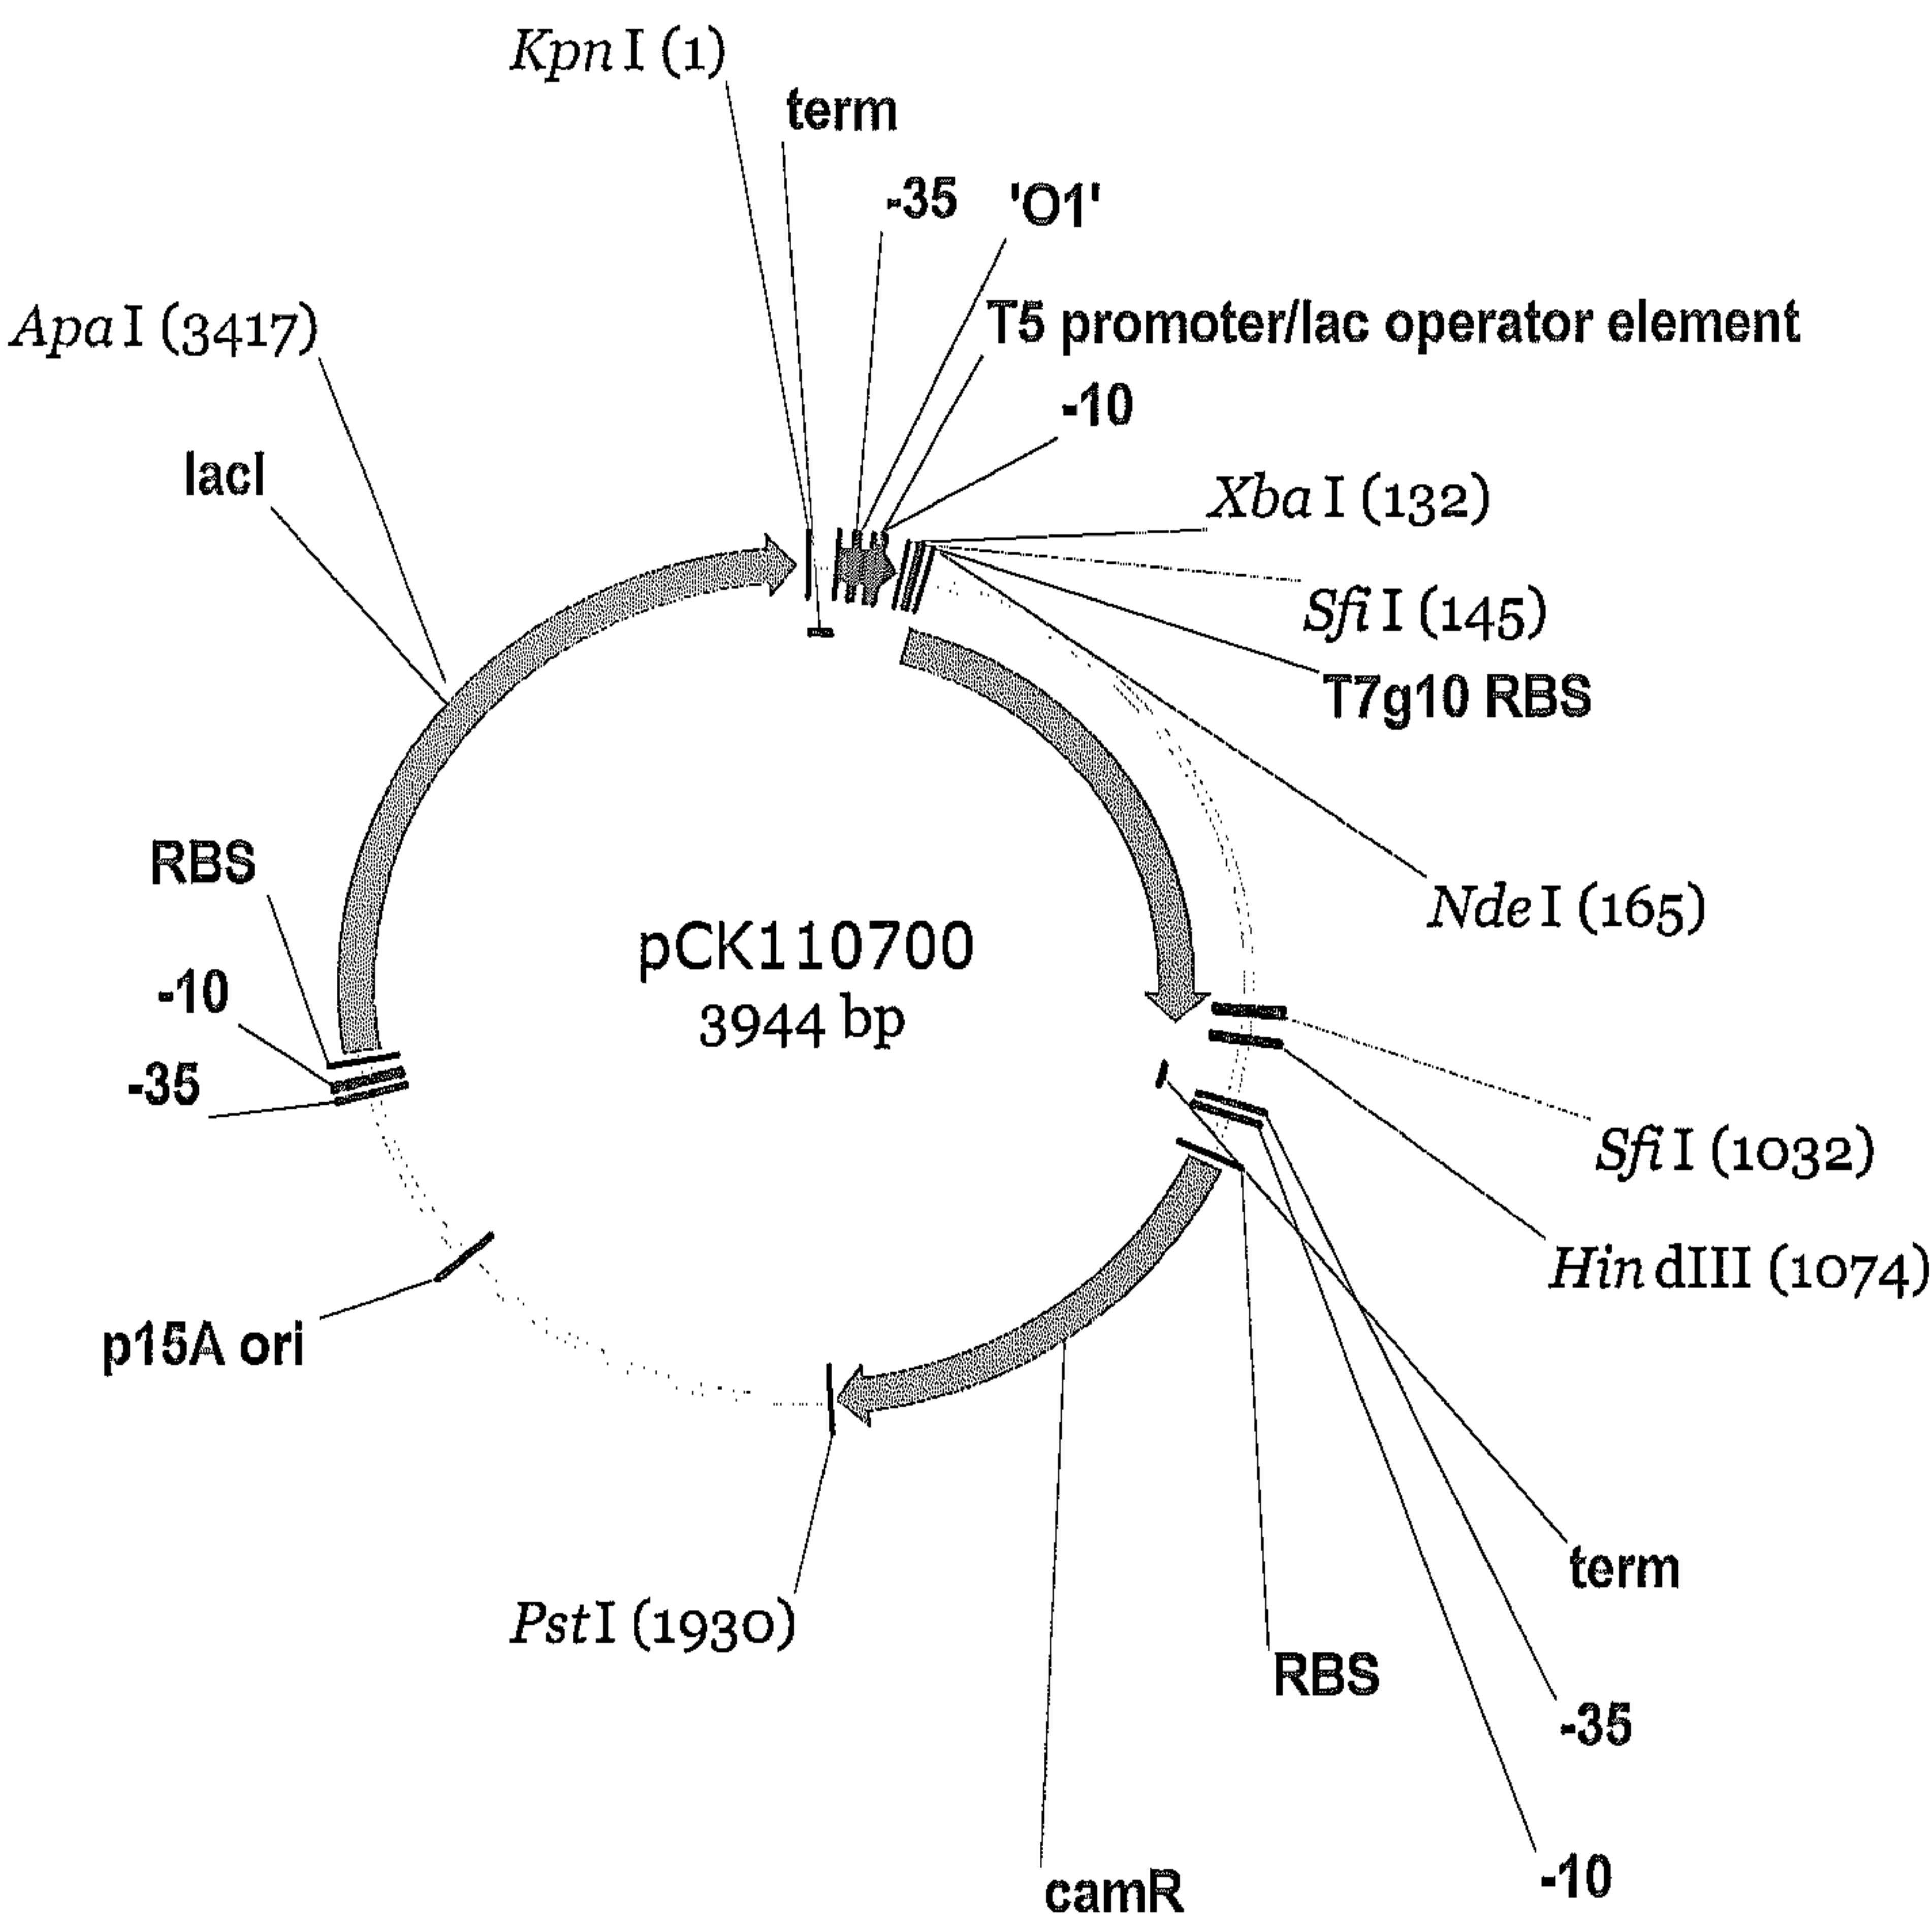 KpnI (1)
term
-35
'O1'
ApaI (3417)
T5 promoter/lac operator element
-10
lacI
XbaI (132)
SfiI (145)
T7g10 RBS
RBS
NdeI (165)
pCK110700
3944 bp
-10
-35
SfiI (1032)
HindIII (1074)
p15A ori
term
PstI (1930)
RBS
-35
-10
camR